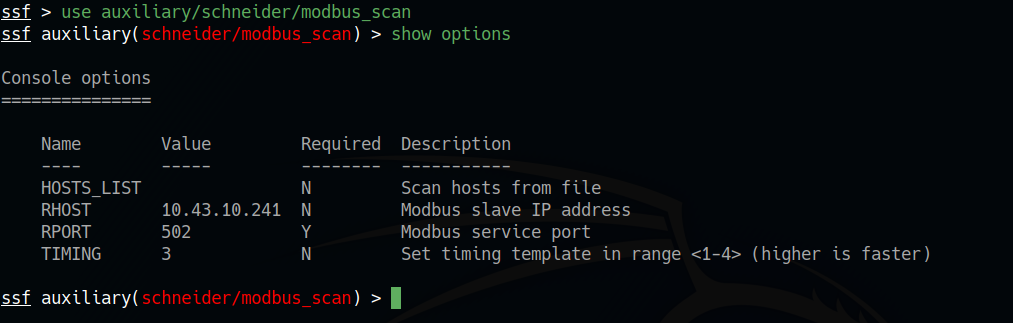 ssf > use auxiliary/schneider/modbus_scan
ssf auxiliary(schneider/modbus_scan) > show options
Console options
===============
Name Value Required Description
---- ----- -------- -----------
HOSTS_LIST N Scan hosts from file
RHOST 10.43.10.241 N Modbus slave IP address
RPORT 502 Y Modbus service port
TIMING 3 N Set timing template in range <1-4> (higher is faster)
ssf auxiliary(schneider/modbus_scan) >